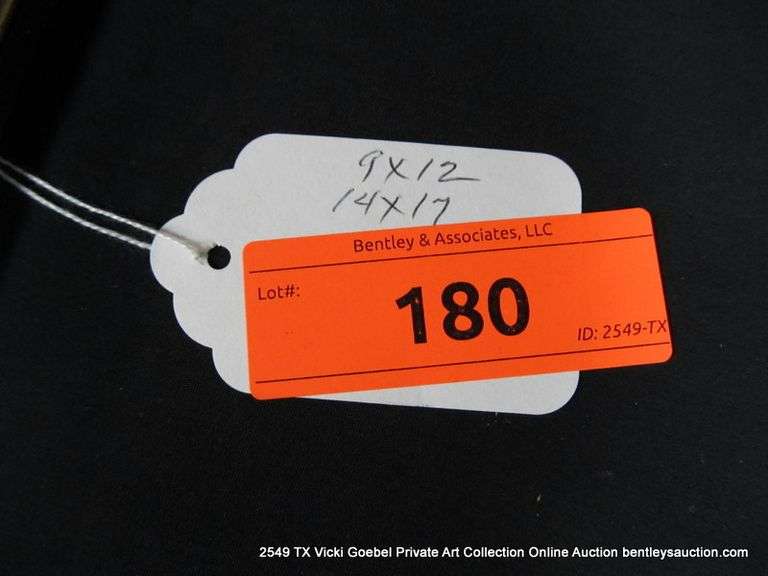 9X12
14X17
Bentley & Associates, LLC
Lot#:
180
ID: 2549-TX
2549 TX Vicki Goebel Private Art Collection Online Auction bentleysauction.com